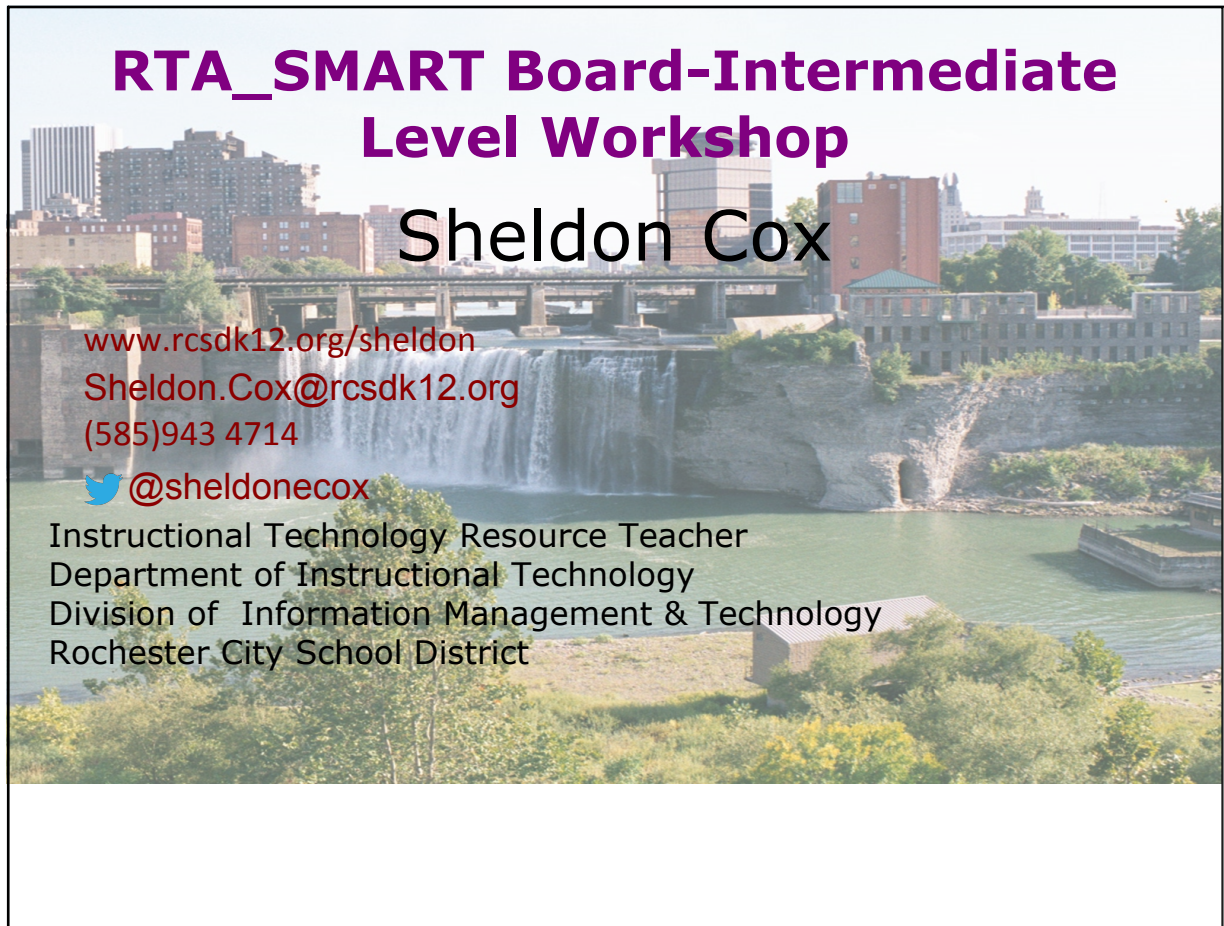 RTA_SMART Board-Intermediate
Level Workshop
Sheldon Cox
www.rcsdk12.org/sheldon
Sheldon.Cox@rcsdk12.org
(585)943 4714
@sheldonecox
Instructional Technology Resource Teacher
Department of Instructional Technology
Division of  Information Management & Technology
Rochester City School District